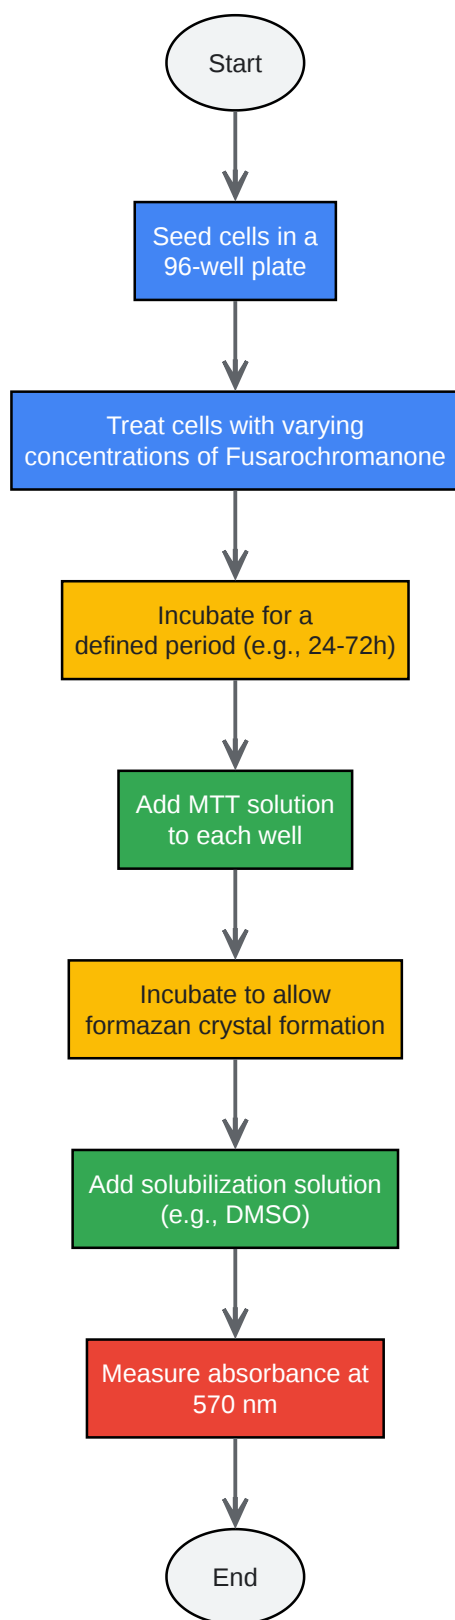 Start
Seed cells in a
96-well plate
Treat cells with varying
concentrations of Fusarochromanone
Incubate for a
defined period (e.g., 24-72h)
Add MTT solution
to each well
Incubate to allow
formazan crystal formation
Add solubilization solution
(e.g., DMSO)
Measure absorbance at
570 nm
End